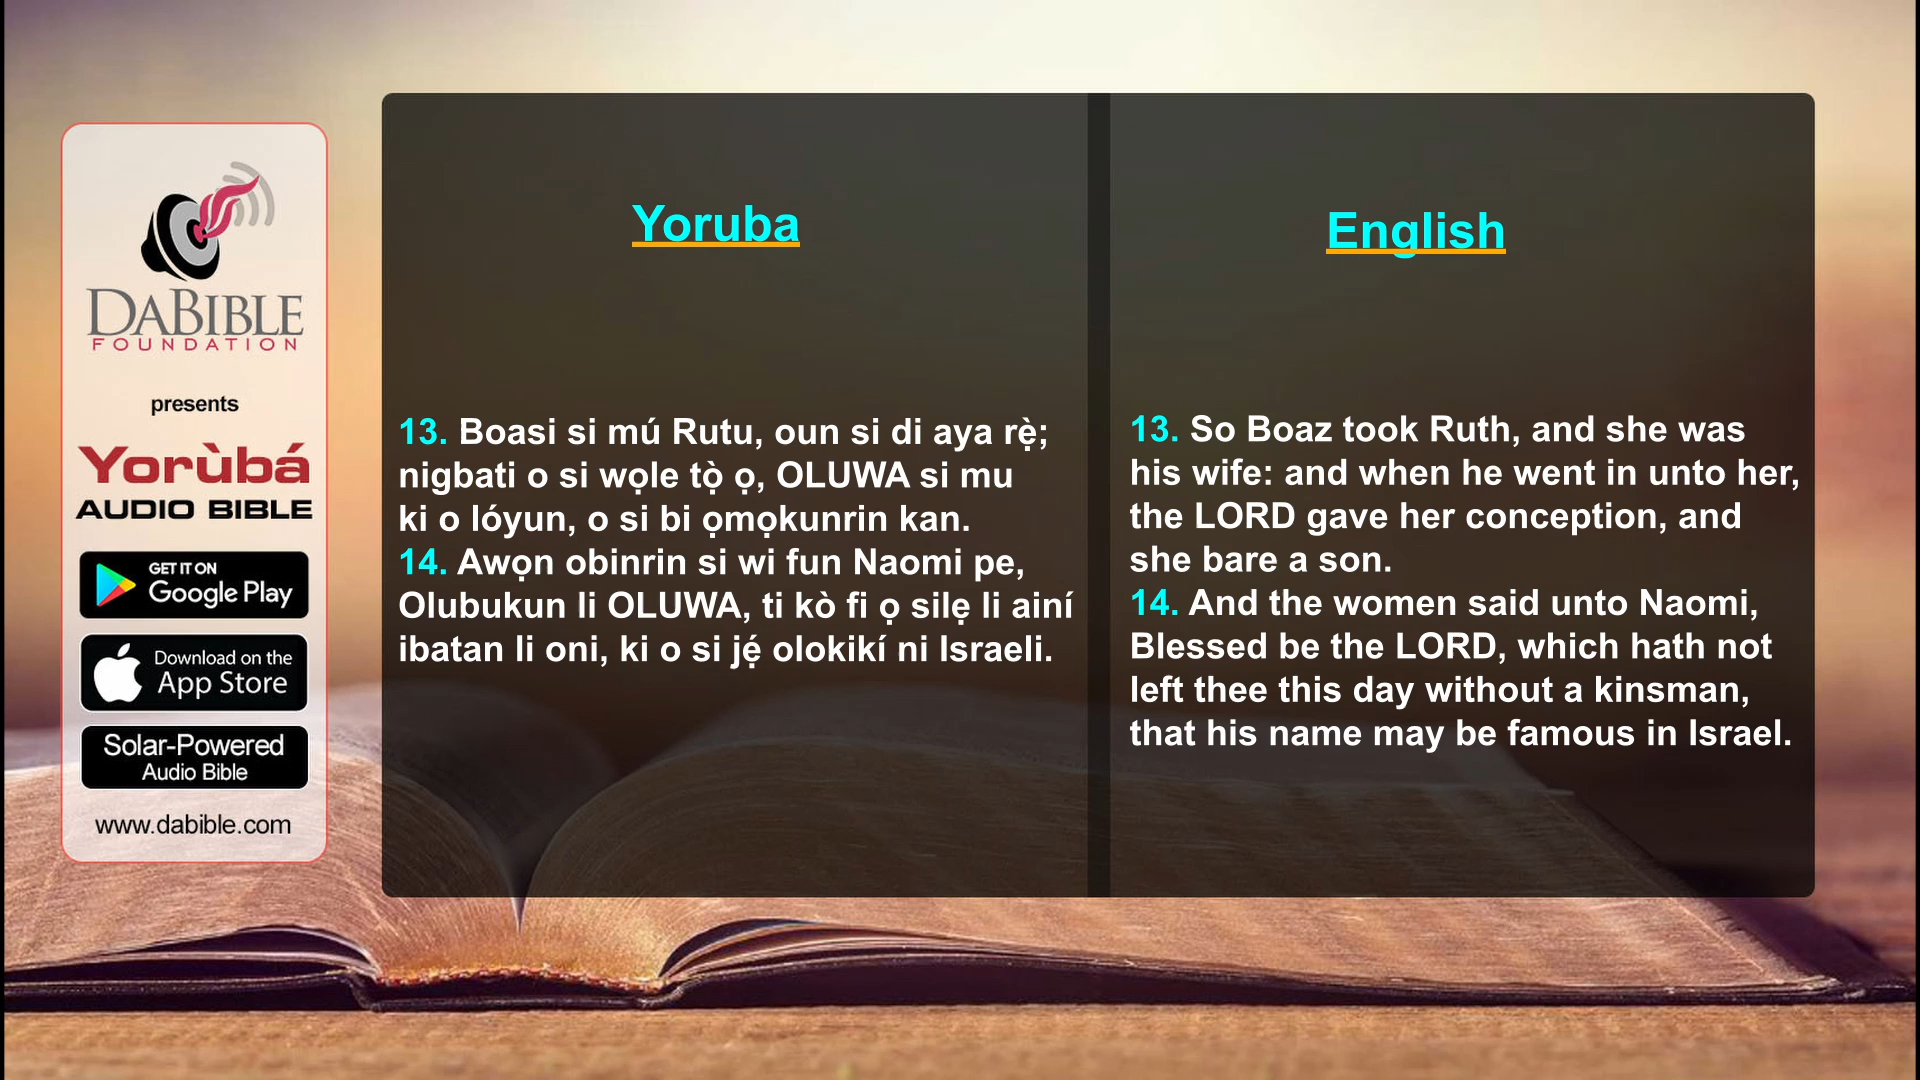 DABIBLE
FOUNDATION
presents
Yorùbá
AUDIO BIBLE
GET IT ON
Google Play
Download on the
App Store
Solar-Powered
Audio Bible
www.dabible.com
Yoruba
13. Boasi si mú Rutu, oun si di aya rẹ̀;
nigbati o si wọle tọ̀ ọ, OLUWA si mu
ki o lóyun, o si bi ọmọkunrin kan.
14. Awọn obinrin si wi fun Naomi pe,
Olubukun li OLUWA, ti kò fi ọ silẹ li ainí
ibatan li oni, ki o si jẹ́ olokikí ni Israeli.
English
13. So Boaz took Ruth, and she was
his wife: and when he went in unto her,
the LORD gave her conception, and
she bare a son.
14. And the women said unto Naomi,
Blessed be the LORD, which hath not
left thee this day without a kinsman,
that his name may be famous in Israel.